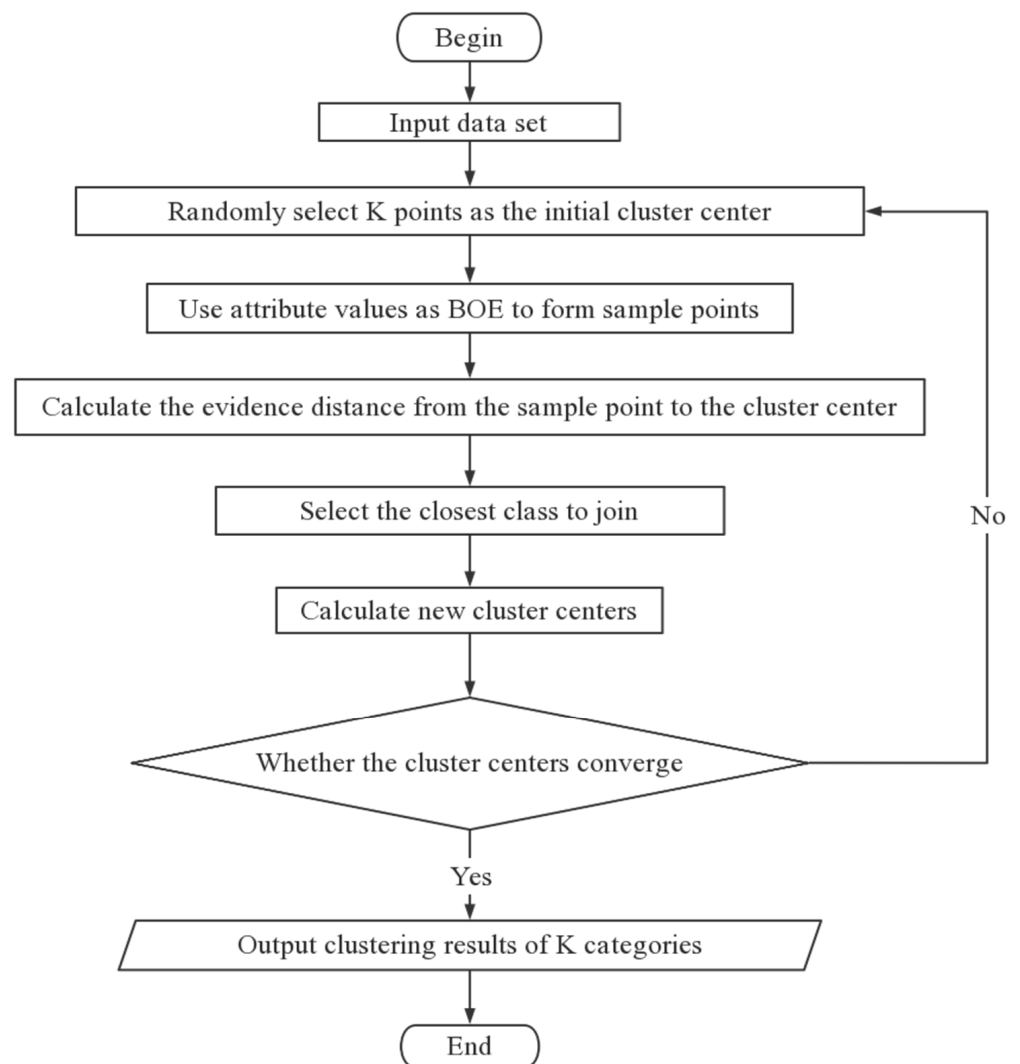 Begin
Input data set
Randomly select K points as the initial cluster center
Use attribute values as BOE to form sample points
Calculate the evidence distance from the sample point to the cluster center
Select the closest class to join
No
Calculate new cluster centers
Whether the cluster centers converge
Yes
Output clustering results of K categories
End